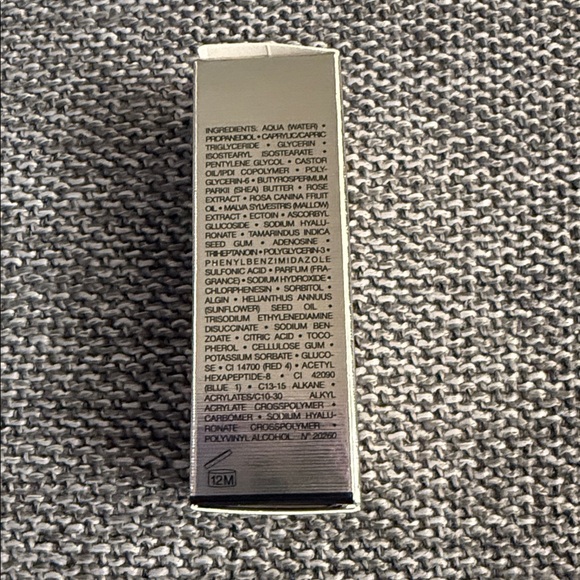 INGREDIENTS: AQUA (WATER) •
PROPANEDIOL • CAPRYLIC/CAPRIC
TRIGLYCERIDE • GLYCERIN •
ISOSTEARYL ISOSTEARATE •
PENTYLENE GLYCOL • CASTOR
OIL/IPDI COPOLYMER • POLY-
GLYCERIN-6 • BUTYROSPERMUM
PARKII (SHEA) BUTTER • ROSE
EXTRACT • ROSA CANINA FRUIT
OIL • MALVA SYLVESTRIS (MALLOW)
EXTRACT • ECTOIN • ASCORBYL
GLUCOSIDE • SODIUM HYALU-
RONATE • TAMARINDUS INDICA
SEED GUM • ADENOSINE •
TRIHEPTANOIN • POLYGLYCERIN-3 •
PHENYLBENZIMIDAZOLE
SULFONIC ACID • PARFUM (FRA-
GRANCE) • SODIUM HYDROXIDE •
CHLORPHENESIN • SORBITOL •
ALGIN • HELIANTHUS ANNUUS
(SUNFLOWER) SEED OIL •
TRISODIUM ETHYLENEDIAMINE
DISUCCINATE • SODIUM BEN-
ZOATE • CITRIC ACID • TOCO-
PHEROL • CELLULOSE GUM •
POTASSIUM SORBATE • GLUCO-
SE • CI 14700 (RED 4) • ACETYL
HEXAPEPTIDE-8 • CI 42090
(BLUE 1) • C13-15 ALKANE •
ACRYLATES/C10-30 ALKYL
ACRYLATE CROSSPOLYMER •
CARBOMER • SODIUM HYALU-
RONATE CROSSPOLYMER •
POLYVINYL ALCOHOL N° 20260
12M